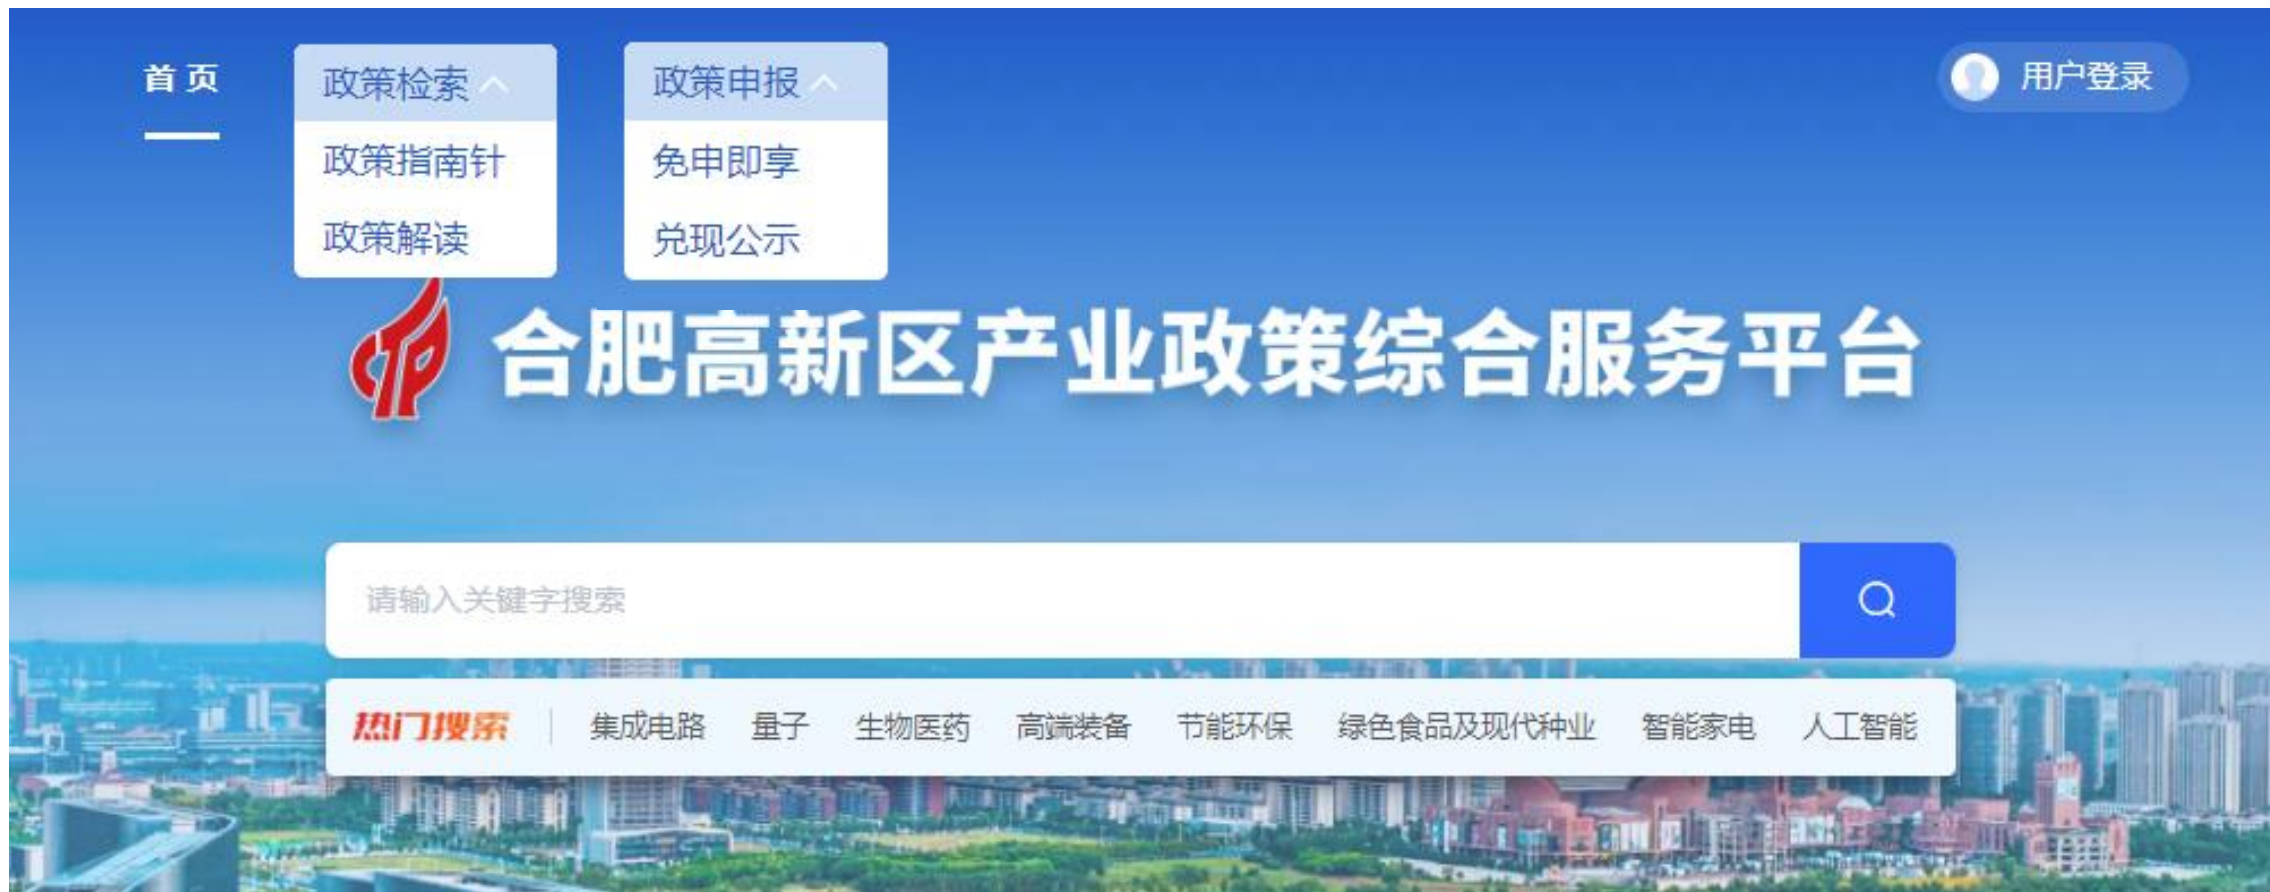 首页
政策检索
政策指南针
政策解读
政策申报
免申即享
兑现公示
用户登录
合肥高新区产业政策综合服务平台
请输入关键字搜索
热门搜索 集成电路 量子 生物医药 高端装备 节能环保 绿色食品及现代种业 智能家电 人工智能